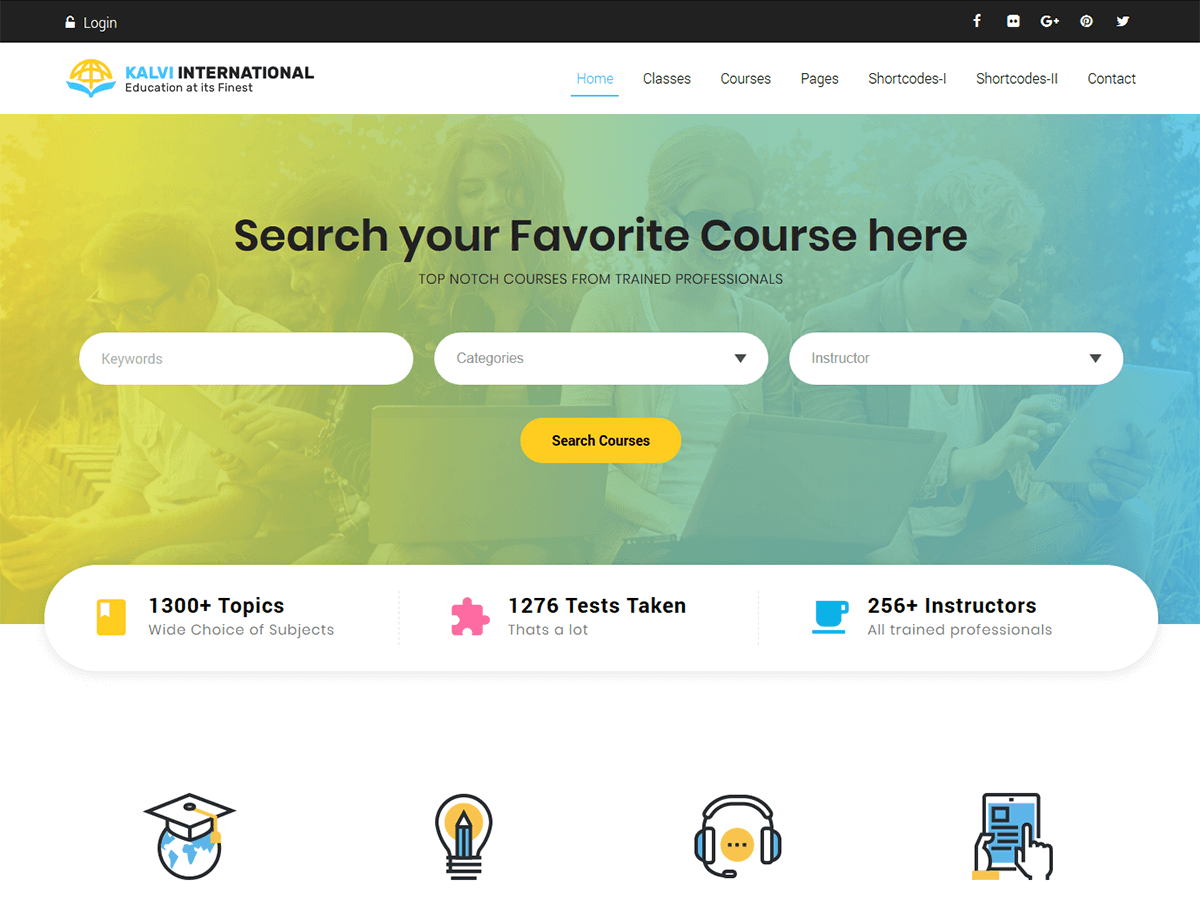 Login
G+
KALVI INTERNATIONAL
Education at its Finest
Home Classes Courses Pages Shortcodes-I Shortcodes-II Contact
Search your Favorite Course here
TOP NOTCH COURSES FROM TRAINED PROFESSIONALS
Keywords Categories Instructor
Search Courses
1300+ Topics
Wide Choice of Subjects
1276 Tests Taken
Thats a lot
256+ Instructors
All trained professionals